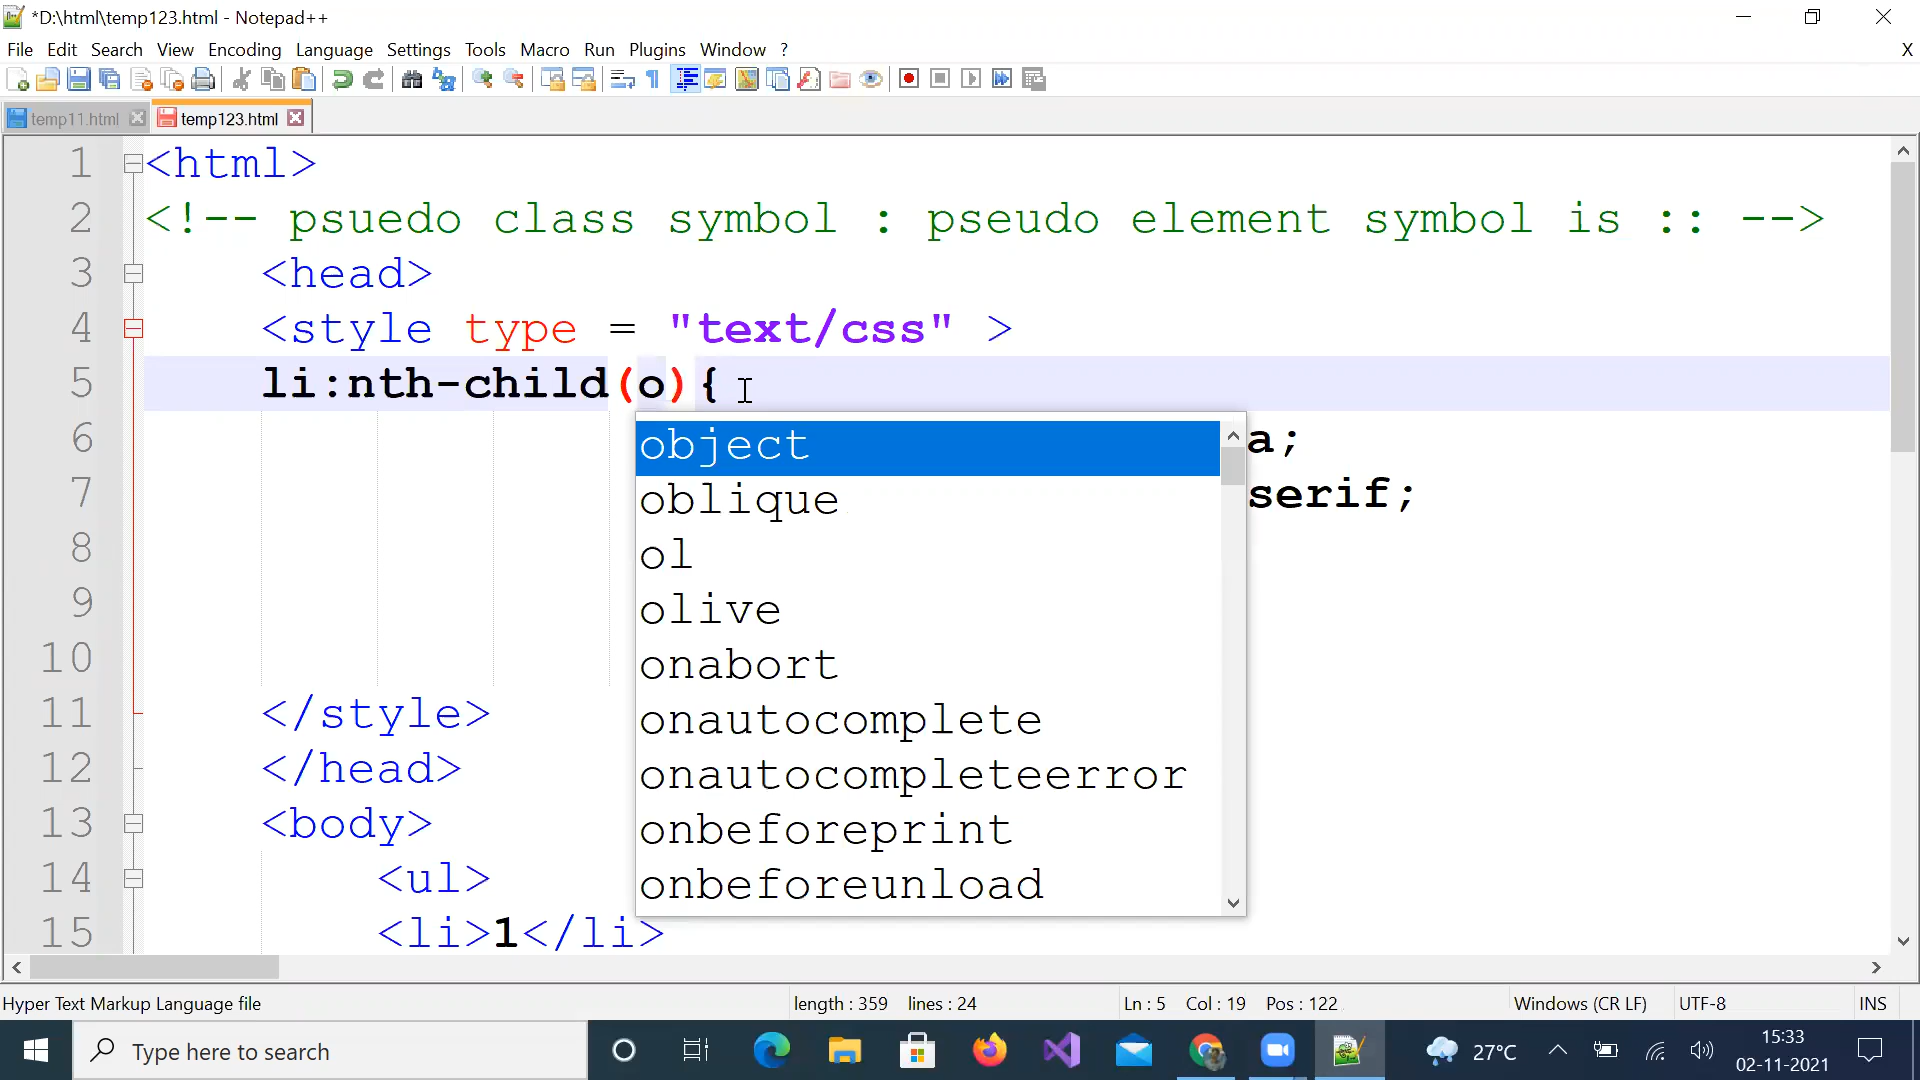 *D:\html\temp123.html - Notepad++
File Edit Search View Encoding Language Settings Tools Macro Run Plugins Window ? X
temp11.html temp123.html
1 <html>
2 <!-- psuedo class symbol : pseudo element symbol is :: -->
3 <head>
4 <style type = "text/css" >
5 li:nth-child(o){
6 a;
7 serif;
8
9
10
11 </style>
12 </head>
13 <body>
14 <ul>
15 <li>1</li>
object
oblique
ol
olive
onabort
onautocomplete
onautocompleteerror
onbeforeprint
onbeforeunload
Hyper Text Markup Language file length : 359 lines : 24 Ln : 5 Col : 19 Pos : 122 Windows (CR LF) UTF-8 INS
Type here to search 27°C 15:33
02-11-2021